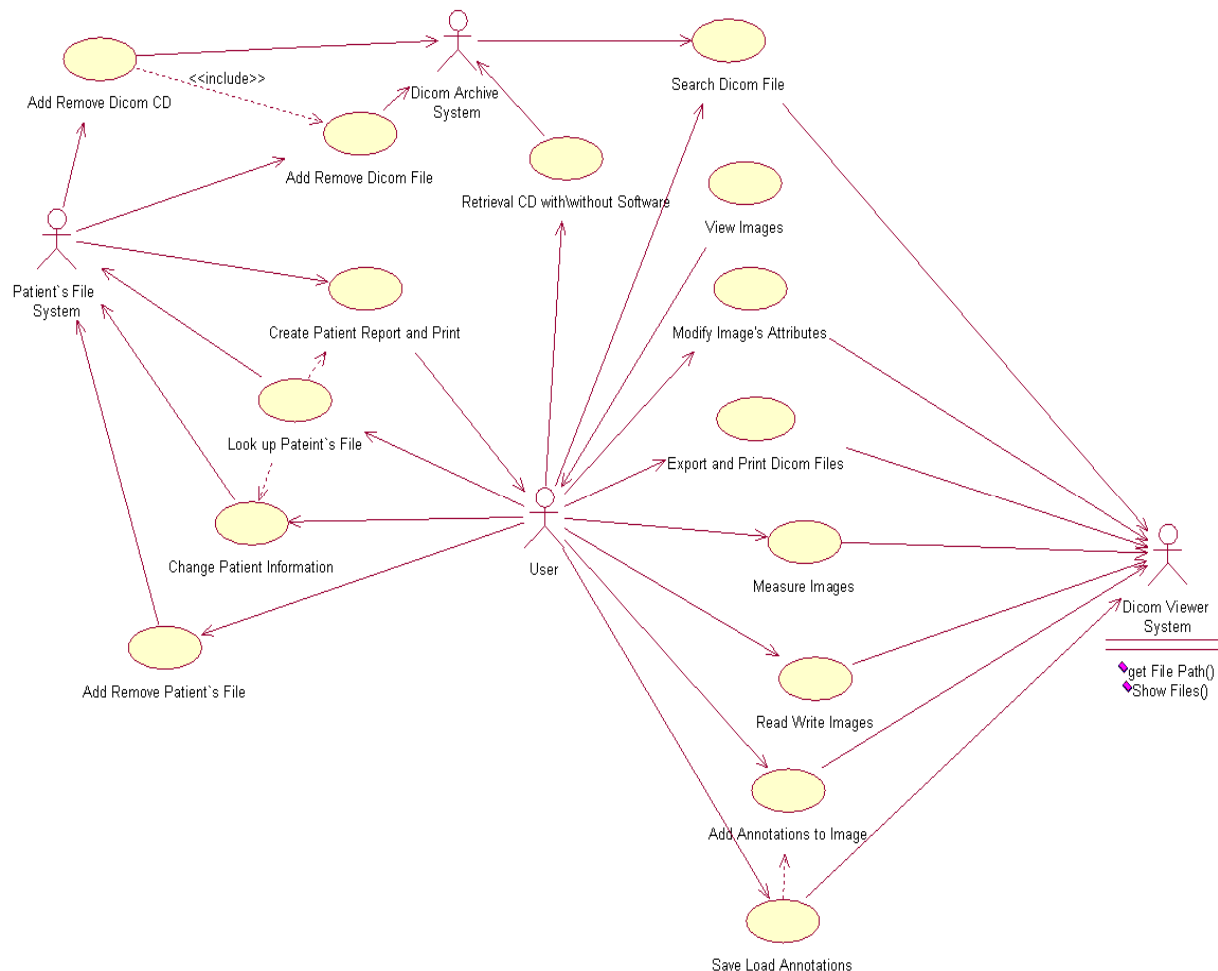 <<include>>
Add Remove Dicom CD
Dicom Archive
System
Search Dicom File
Add Remove Dicom File
Retrieval CD with\without Software
View Images
Patient`s File
System
Create Patient Report and Print
Modify Image's Attributes
Look up Pateint`s File
Export and Print Dicom Files
Change Patient Information
User
Measure Images
Dicom Viewer
System
get File Path()
Show Files()
Add Remove Patient`s File
Read Write Images
Add Annotations to Image
Save Load Annotations